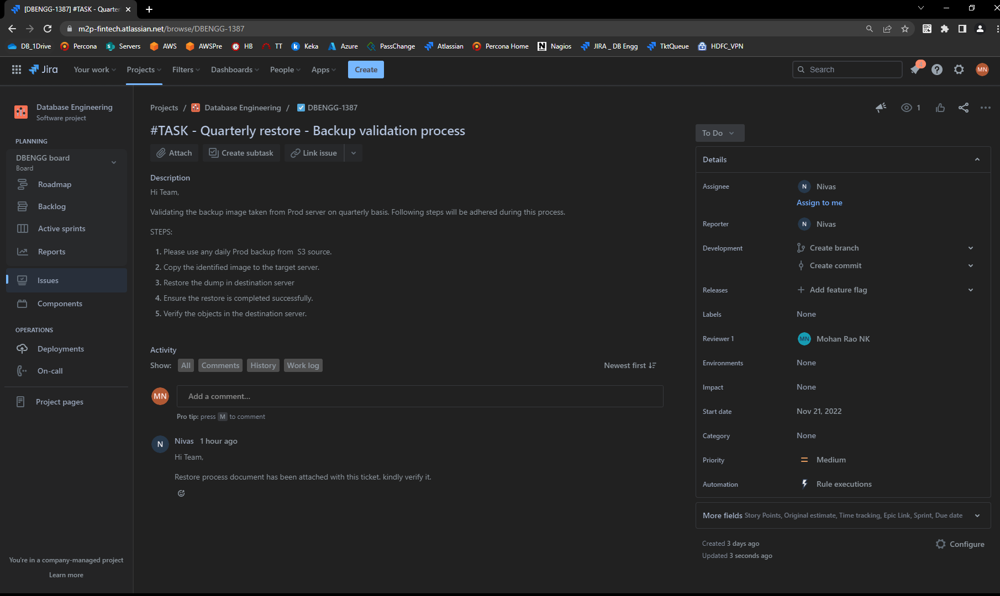 [DBENGG-1387] #TASK - Quarter
m2p-fintech.atlassian.net/browse/DBENGG-1387
DB_1Drive Percona Servers AWS AWSPre HB TT Keka Azure PassChange Atlassian Percona Home Nagios JIRA _ DB Engg TktQueue HDFC_VPN
Jira Your work Projects Filters Dashboards People Apps Create Search MN
Database Engineering
Software project
PLANNING
DBENGG board
Board
Roadmap
Backlog
Active sprints
Reports
Issues
Components
OPERATIONS
Deployments
On-call
Project pages
You're in a company-managed project
Learn more
Projects / Database Engineering / DBENGG-1387
1
#TASK - Quarterly restore - Backup validation process
Attach Create subtask Link issue
Description
Hi Team,
Validating the backup image taken from Prod server on quarterly basis. Following steps will be adhered during this process.
STEPS:
1. Please use any daily Prod backup from  S3 source.
2. Copy the identified image to the target server.
3. Restore the dump in destination server
4. Ensure the restore is completed successfully.
5. Verify the objects in the destination server.
Activity
Show: All Comments History Work log Newest first
MN Add a comment...
Pro tip: press M to comment
N Nivas 1 hour ago
Hi Team,
Restore process document has been attached with this ticket. kindly verify it.
To Do
Details
Assignee N Nivas
Assign to me
Reporter N Nivas
Development Create branch
Create commit
Releases Add feature flag
Labels None
Reviewer 1 MN Mohan Rao NK
Environments None
Impact None
Start date Nov 21, 2022
Category None
Priority Medium
Automation Rule executions
More fields Story Points, Original estimate, Time tracking, Epic Link, Sprint, Due date
Created 3 days ago Configure
Updated 3 seconds ago